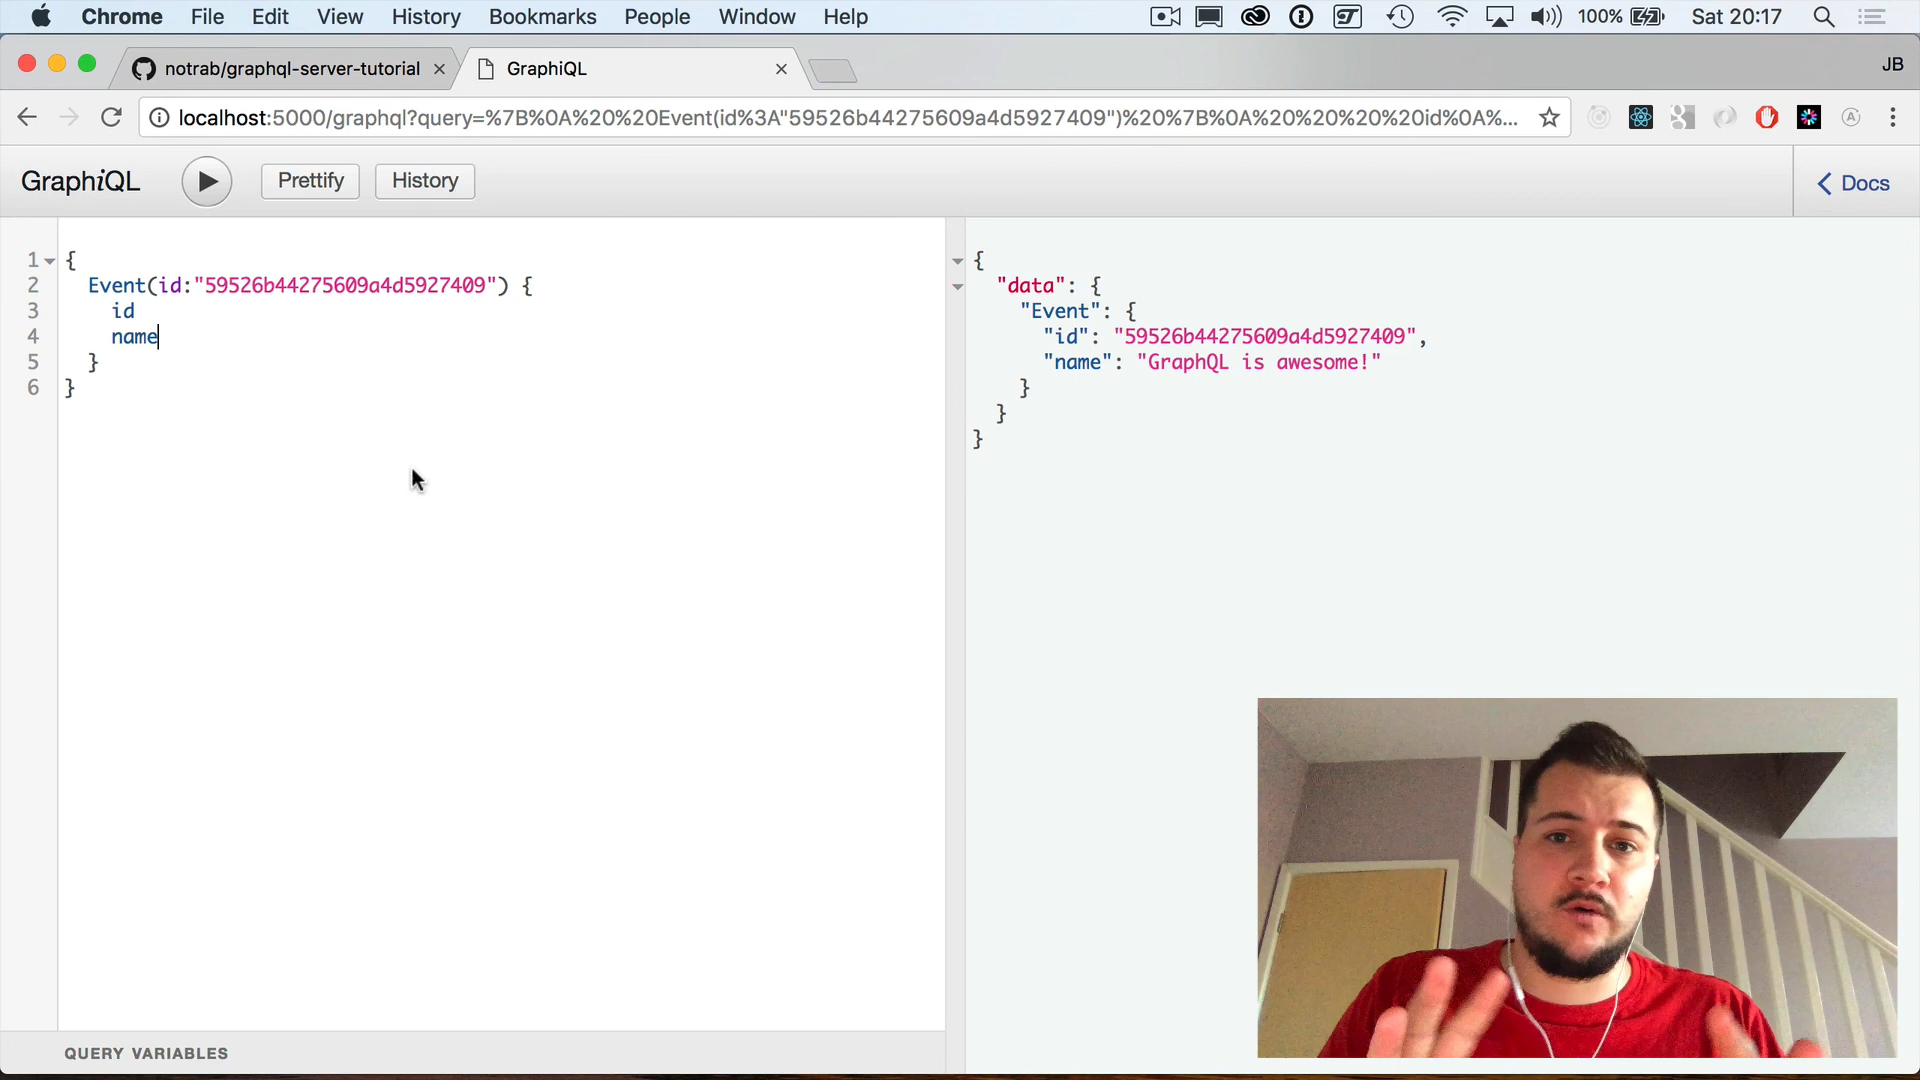 Chrome File Edit View History Bookmarks People Window Help 100% Sat 20:17
notrab/graphql-server-tutorial GraphiQL JB
localhost:5000/graphql?query=%7B%0A%20%20Event(id%3A"59526b44275609a4d5927409")%20%7B%0A%20%20%20%20id%0A%...
GraphiQL Prettify History Docs
1 {
2 Event(id:"59526b44275609a4d5927409") {
3 id
4 name
5 }
6 }
{
"data": {
"Event": {
"id": "59526b44275609a4d5927409",
"name": "GraphQL is awesome!"
}
}
}
QUERY VARIABLES